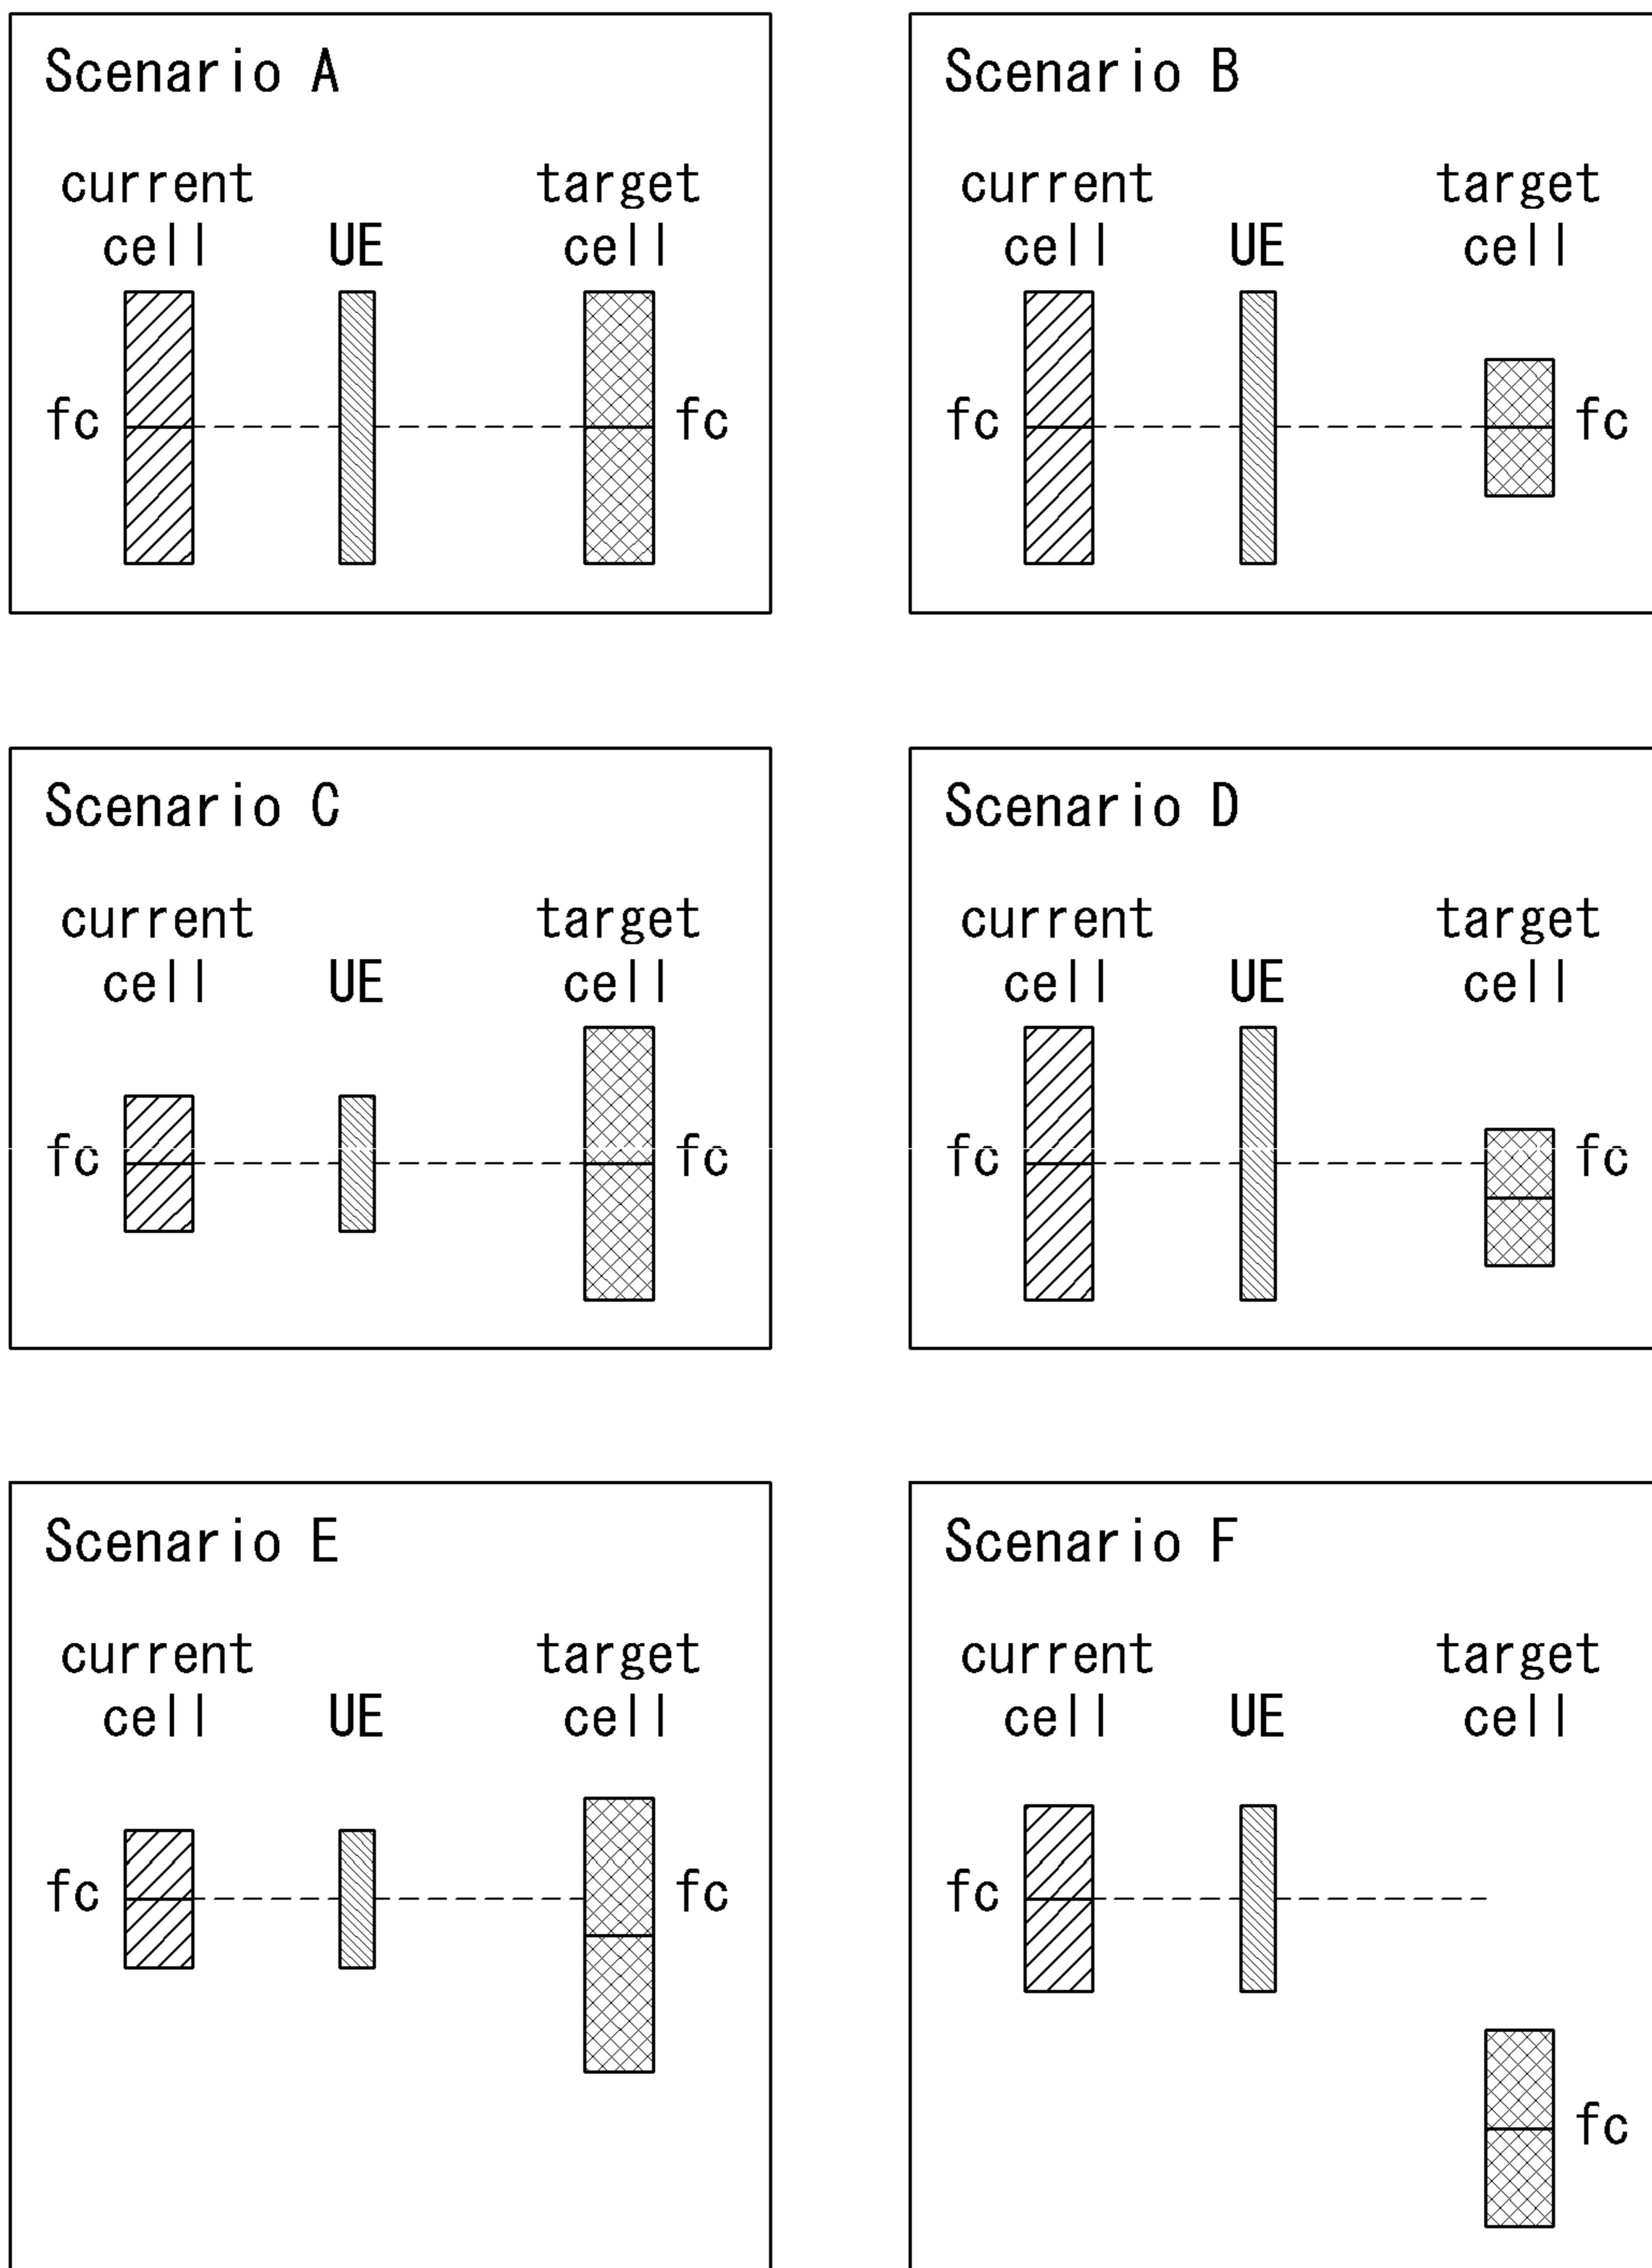 Scenario A
current target
cell UE cell
fc fc
Scenario B
current target
cell UE cell
fc fc
Scenario C
current target
cell UE cell
fc fc
Scenario D
current target
cell UE cell
fc fc
Scenario E
current target
cell UE cell
fc fc
Scenario F
current target
cell UE cell
fc
fc